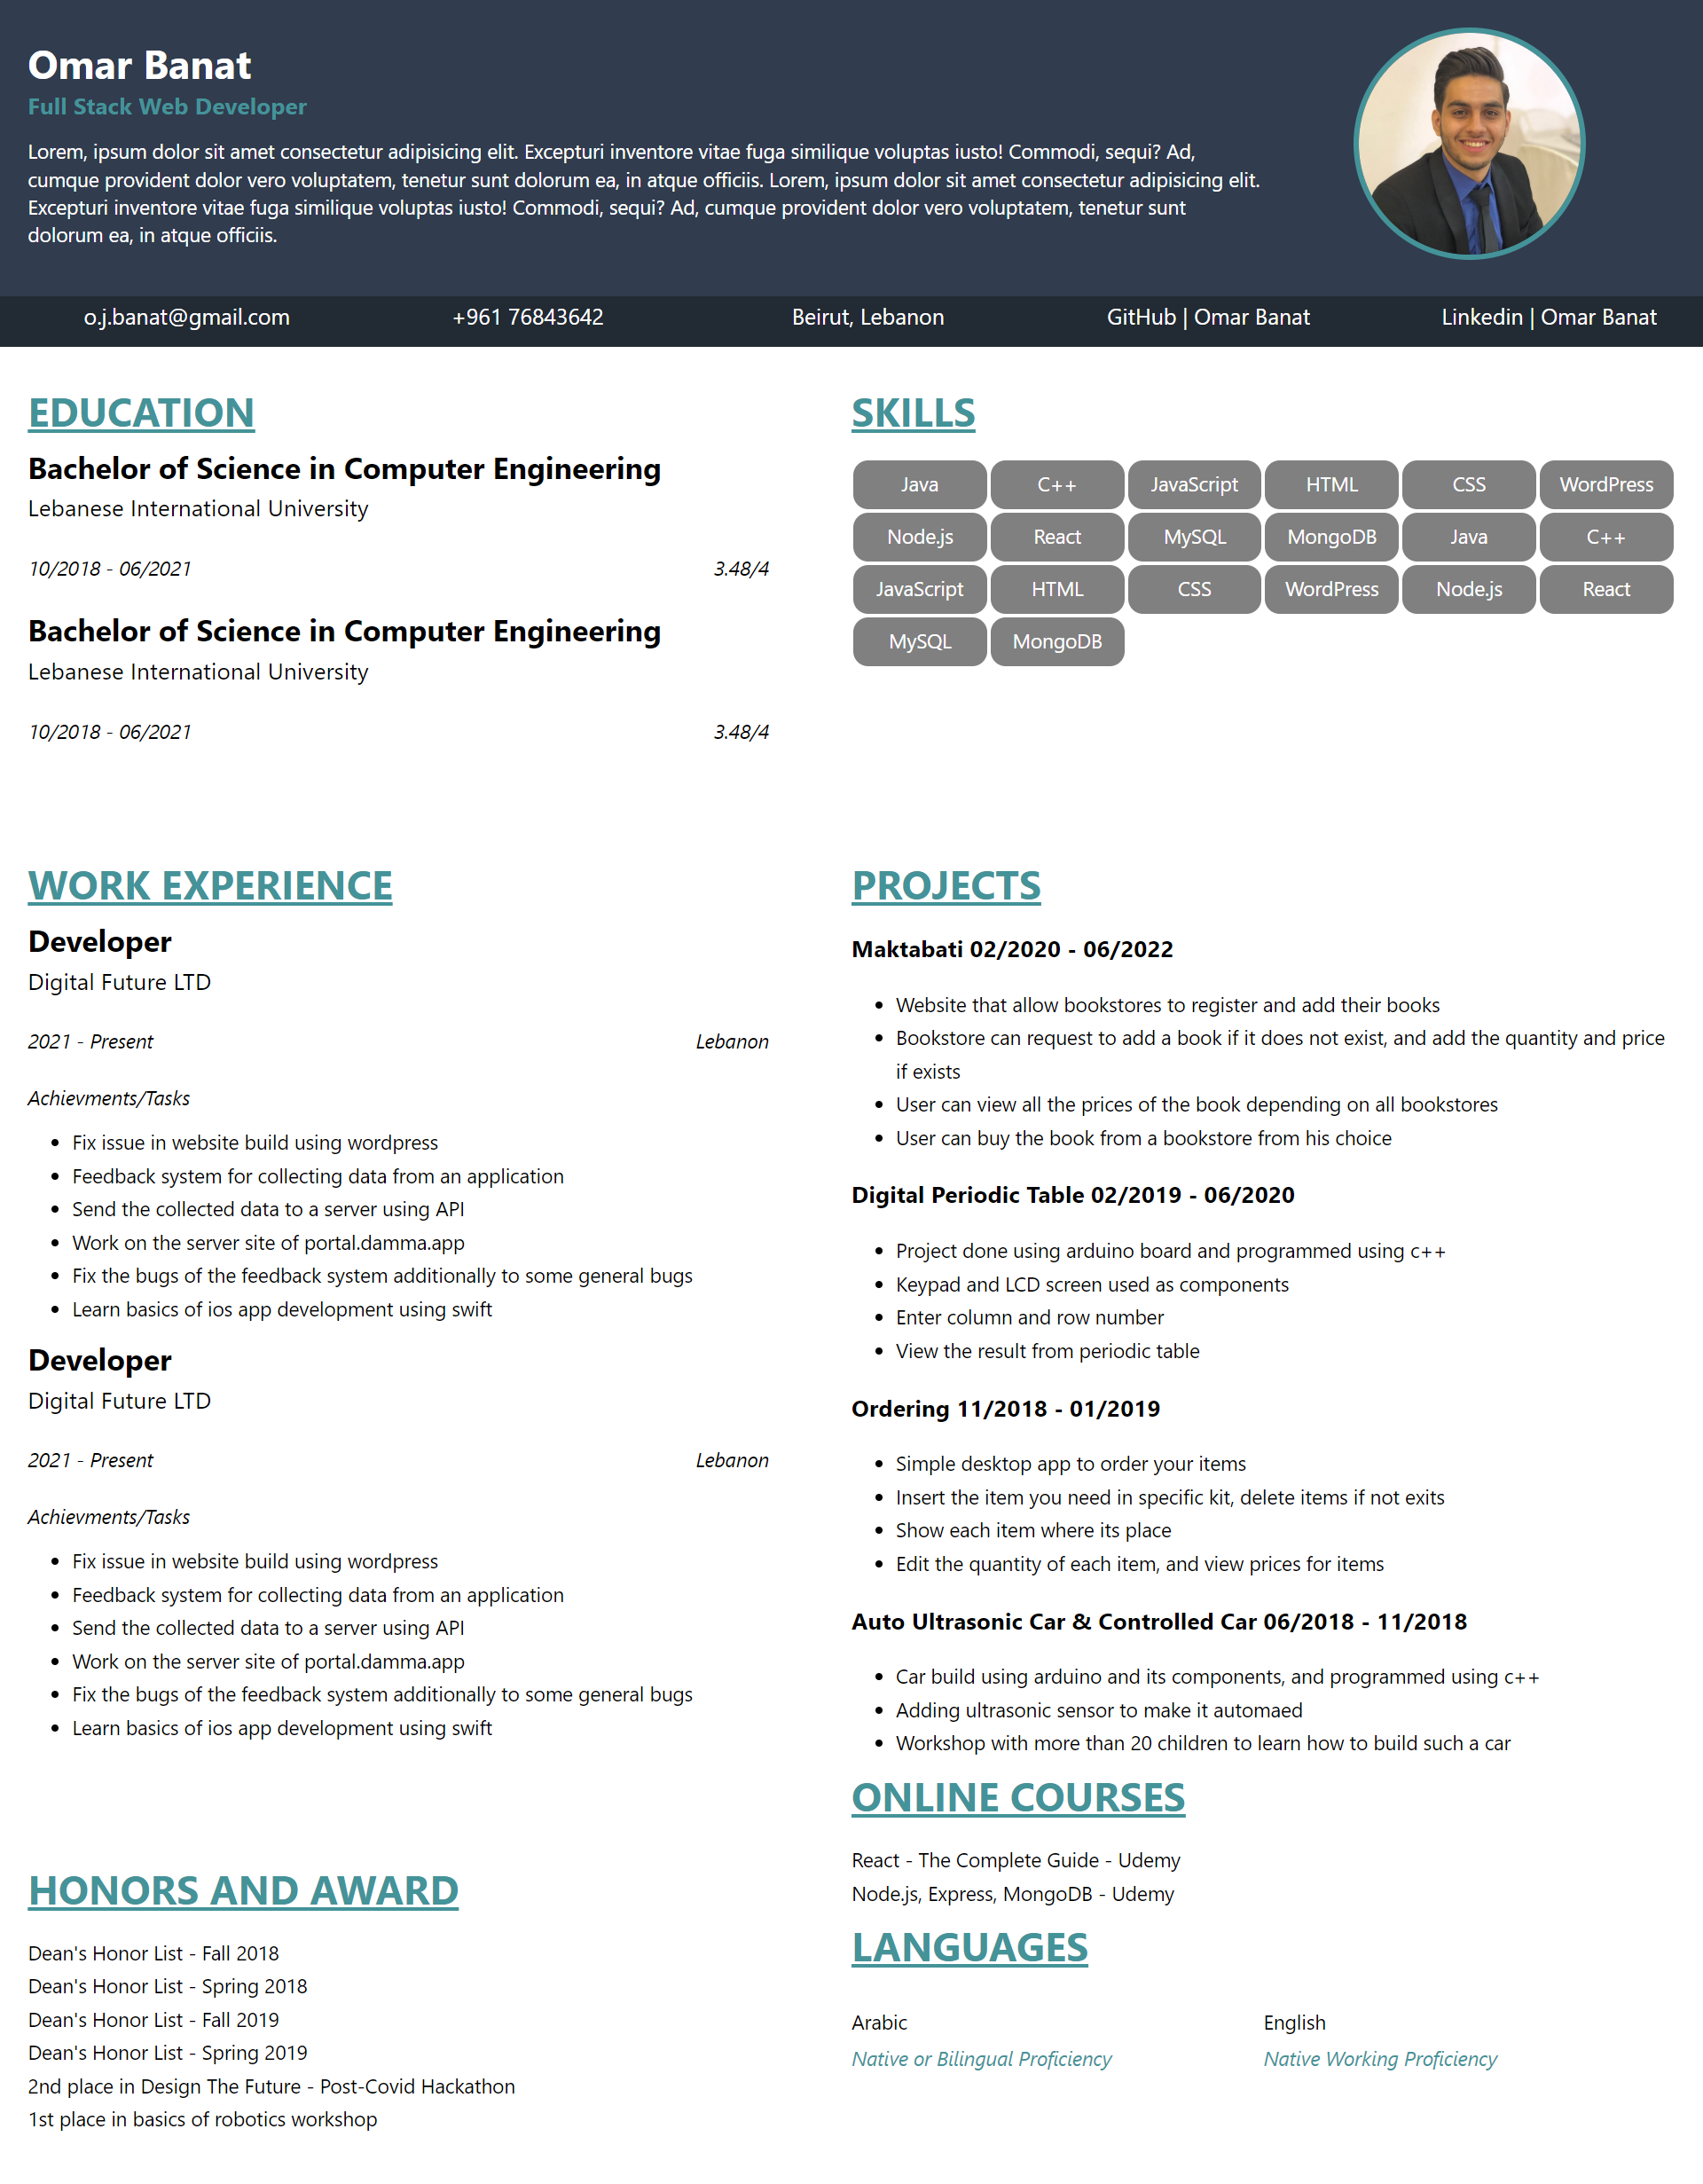 Omar Banat
Full Stack Web Developer
Lorem, ipsum dolor sit amet consectetur adipisicing elit. Excepturi inventore vitae fuga similique voluptas iusto! Commodi, sequi? Ad,
cumque provident dolor vero voluptatem, tenetur sunt dolorum ea, in atque officiis. Lorem, ipsum dolor sit amet consectetur adipisicing elit.
Excepturi inventore vitae fuga similique voluptas iusto! Commodi, sequi? Ad, cumque provident dolor vero voluptatem, tenetur sunt
dolorum ea, in atque officiis.
o.j.banat@gmail.com +961 76843642 Beirut, Lebanon GitHub | Omar Banat Linkedin | Omar Banat
EDUCATION
Bachelor of Science in Computer Engineering
Lebanese International University
10/2018 - 06/2021 3.48/4
Bachelor of Science in Computer Engineering
Lebanese International University
10/2018 - 06/2021 3.48/4
SKILLS
Java C++ JavaScript HTML CSS WordPress
Node.js React MySQL MongoDB Java C++
JavaScript HTML CSS WordPress Node.js React
MySQL MongoDB
WORK EXPERIENCE
Developer
Digital Future LTD
2021 - Present Lebanon
Achievments/Tasks
• Fix issue in website build using wordpress
• Feedback system for collecting data from an application
• Send the collected data to a server using API
• Work on the server site of portal.damma.app
• Fix the bugs of the feedback system additionally to some general bugs
• Learn basics of ios app development using swift
Developer
Digital Future LTD
2021 - Present Lebanon
Achievments/Tasks
• Fix issue in website build using wordpress
• Feedback system for collecting data from an application
• Send the collected data to a server using API
• Work on the server site of portal.damma.app
• Fix the bugs of the feedback system additionally to some general bugs
• Learn basics of ios app development using swift
HONORS AND AWARD
Dean's Honor List - Fall 2018
Dean's Honor List - Spring 2018
Dean's Honor List - Fall 2019
Dean's Honor List - Spring 2019
2nd place in Design The Future - Post-Covid Hackathon
1st place in basics of robotics workshop
PROJECTS
Maktabati 02/2020 - 06/2022
• Website that allow bookstores to register and add their books
• Bookstore can request to add a book if it does not exist, and add the quantity and price
if exists
• User can view all the prices of the book depending on all bookstores
• User can buy the book from a bookstore from his choice
Digital Periodic Table 02/2019 - 06/2020
• Project done using arduino board and programmed using c++
• Keypad and LCD screen used as components
• Enter column and row number
• View the result from periodic table
Ordering 11/2018 - 01/2019
• Simple desktop app to order your items
• Insert the item you need in specific kit, delete items if not exits
• Show each item where its place
• Edit the quantity of each item, and view prices for items
Auto Ultrasonic Car & Controlled Car 06/2018 - 11/2018
• Car build using arduino and its components, and programmed using c++
• Adding ultrasonic sensor to make it automaed
• Workshop with more than 20 children to learn how to build such a car
ONLINE COURSES
React - The Complete Guide - Udemy
Node.js, Express, MongoDB - Udemy
LANGUAGES
Arabic English
Native or Bilingual Proficiency Native Working Proficiency